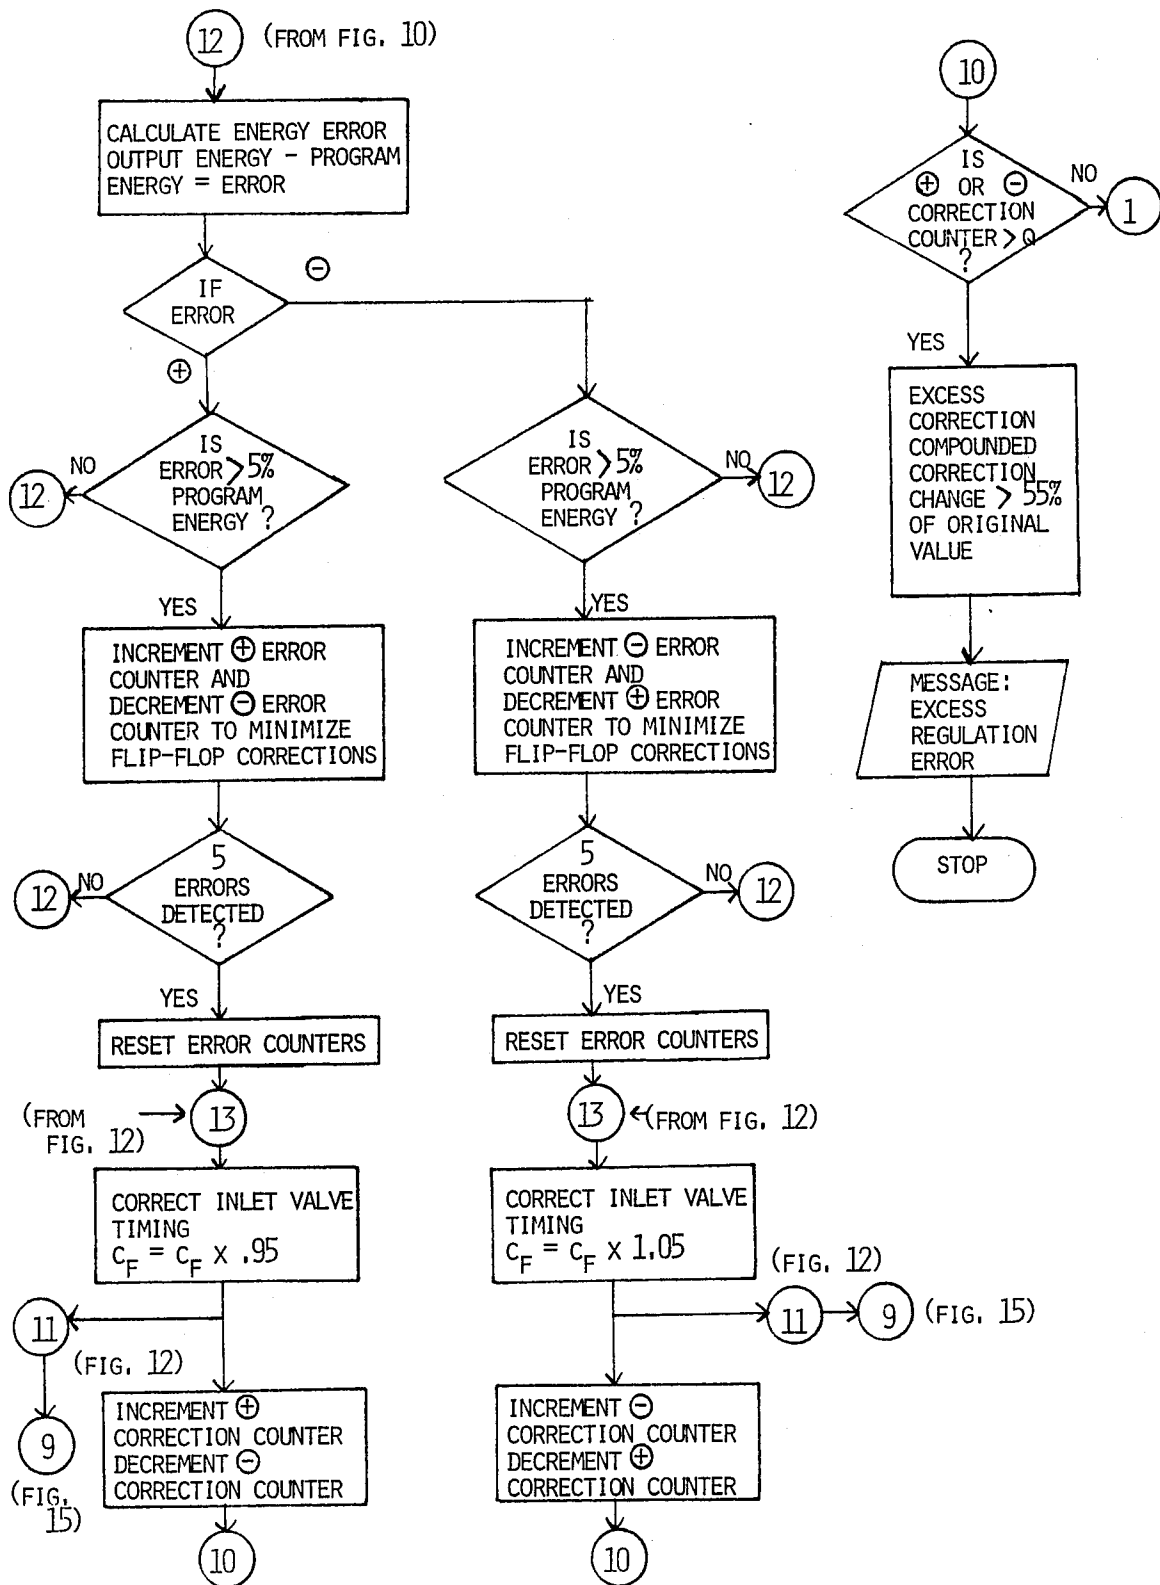 12 (FROM FIG. 10)
CALCULATE ENERGY ERROR
OUTPUT ENERGY - PROGRAM
ENERGY = ERROR
IF
ERROR
⊖
⊕
IS
ERROR > 5%
PROGRAM
ENERGY ?
NO
12
YES
INCREMENT ⊕ ERROR
COUNTER AND
DECREMENT ⊖ ERROR
COUNTER TO MINIMIZE
FLIP-FLOP CORRECTIONS
5
ERRORS
DETECTED
?
NO
12
YES
RESET ERROR COUNTERS
(FROM
FIG. 12)
13
CORRECT INLET VALVE
TIMING
C_F = C_F X .95
11
(FIG. 12)
9
(FIG.
15)
INCREMENT ⊕
CORRECTION COUNTER
DECREMENT ⊖
CORRECTION COUNTER
10
IS
ERROR > 5%
PROGRAM
ENERGY ?
NO
12
YES
INCREMENT ⊖ ERROR
COUNTER AND
DECREMENT ⊕ ERROR
COUNTER TO MINIMIZE
FLIP-FLOP CORRECTIONS
5
ERRORS
DETECTED
?
NO
12
YES
RESET ERROR COUNTERS
13
(FROM FIG. 12)
CORRECT INLET VALVE
TIMING
C_F = C_F X 1.05
(FIG. 12)
11
9
(FIG. 15)
INCREMENT ⊖
CORRECTION COUNTER
DECREMENT ⊕
CORRECTION COUNTER
10
10
IS
⊕ OR ⊖
CORRECTION
COUNTER > Q
?
NO
1
YES
EXCESS
CORRECTION
COMPOUNDED
CORRECTION
CHANGE > 55%
OF ORIGINAL
VALUE
MESSAGE:
EXCESS
REGULATION
ERROR
STOP